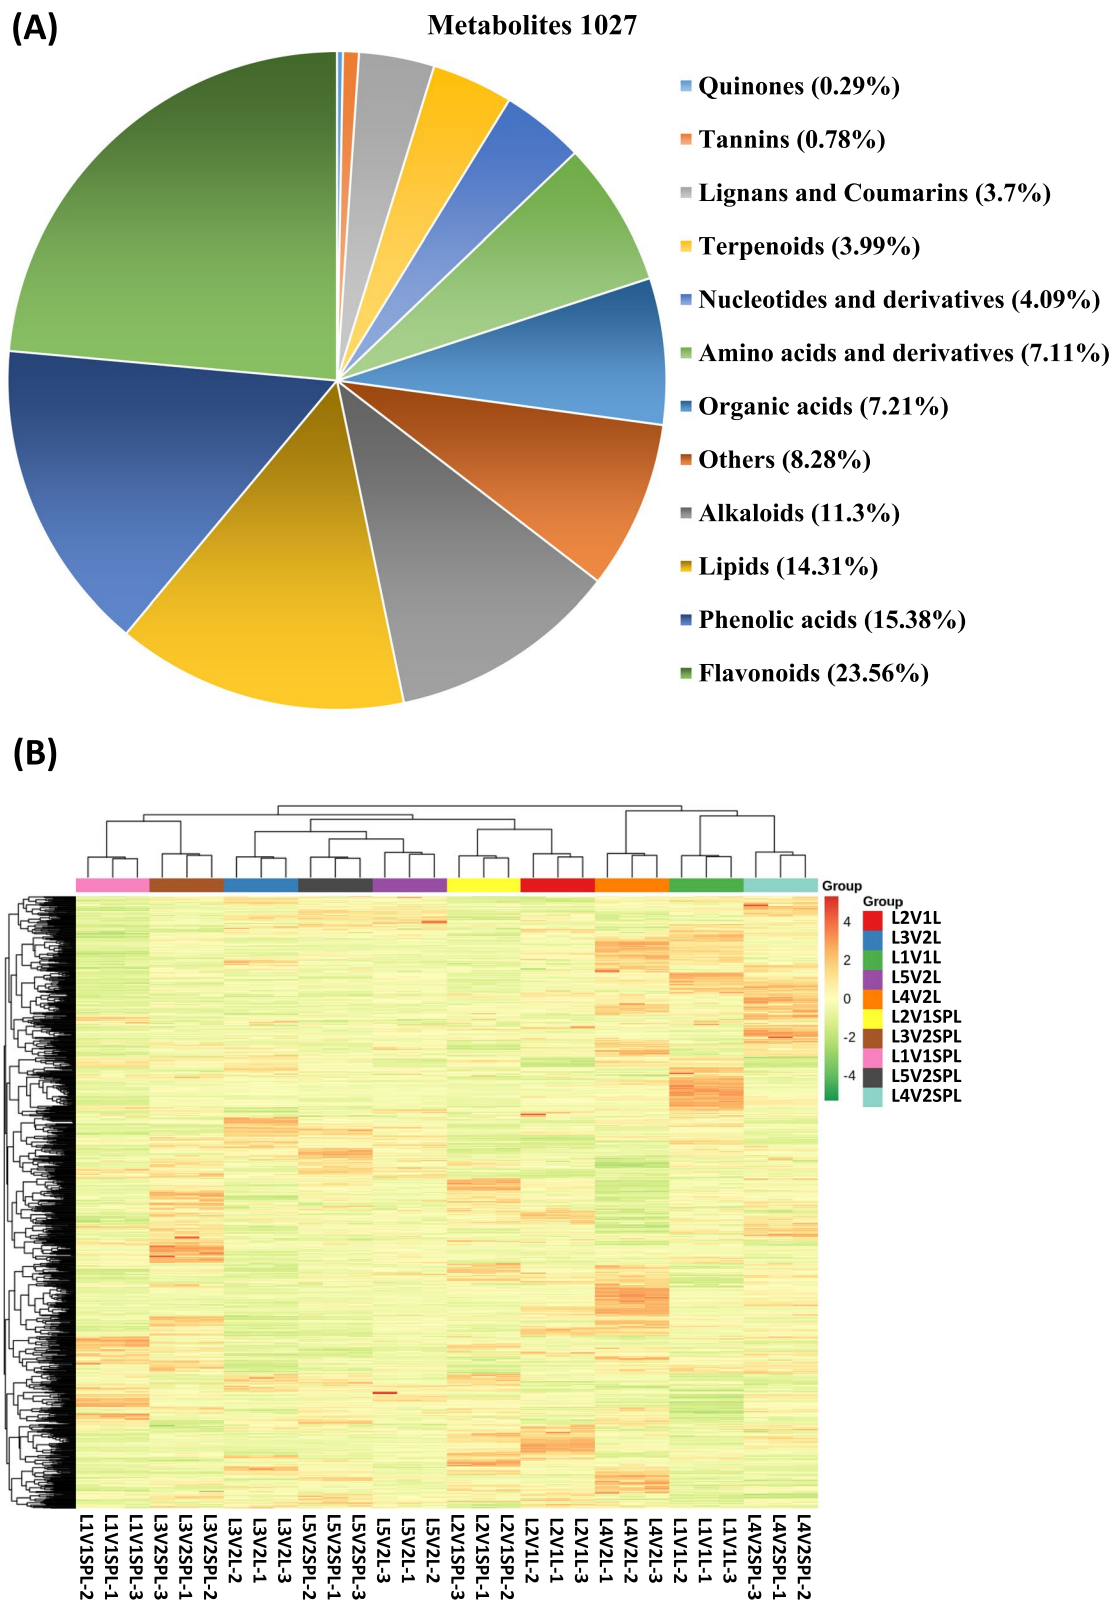 (A)
Metabolites 1027
Quinones (0.29%)
Tannins (0.78%)
Lignans and Coumarins (3.7%)
Terpenoids (3.99%)
Nucleotides and derivatives (4.09%)
Amino acids and derivatives (7.11%)
Organic acids (7.21%)
Others (8.28%)
Alkaloids (11.3%)
Lipids (14.31%)
Phenolic acids (15.38%)
Flavonoids (23.56%)
(B)
Group
4
2
0
-2
-4
Group
L2V1L
L3V2L
L1V1L
L5V2L
L4V2L
L2V1SPL
L3V2SPL
L1V1SPL
L5V2SPL
L4V2SPL
L1V1SPL-2
L1V1SPL-1
L1V1SPL-3
L3V2SPL-3
L3V2SPL-1
L3V2SPL-2
L3V2L-2
L3V2L-1
L3V2L-3
L5V2SPL-2
L5V2SPL-1
L5V2SPL-3
L5V2L-3
L5V2L-1
L5V2L-2
L2V1SPL-3
L2V1SPL-1
L2V1SPL-2
L2V1L-2
L2V1L-1
L2V1L-3
L4V2L-1
L4V2L-2
L4V2L-3
L1V1L-2
L1V1L-1
L1V1L-3
L4V2SPL-3
L4V2SPL-1
L4V2SPL-2